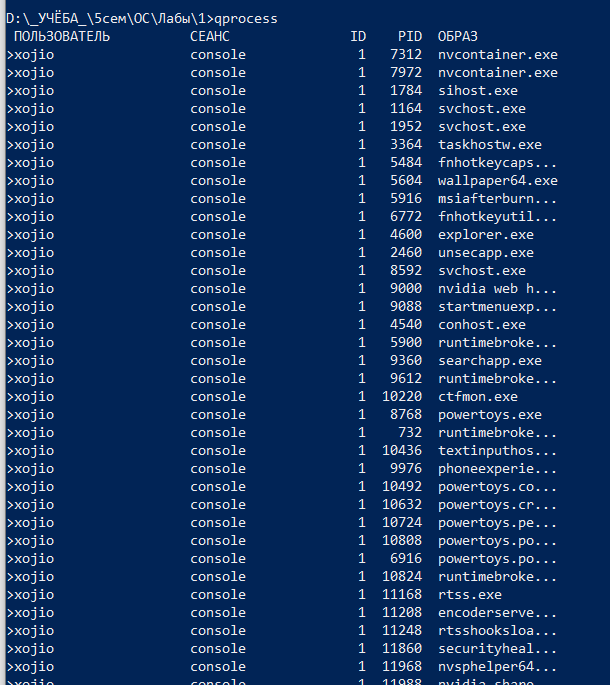 D:\_УЧЁБА_\5сем\ОС\Лабы\1>qprocess
ПОЛЬЗОВАТЕЛЬ СЕАНС ID PID ОБРАЗ
>xojio console 1 7312 nvcontainer.exe
>xojio console 1 7972 nvcontainer.exe
>xojio console 1 1784 sihost.exe
>xojio console 1 1164 svchost.exe
>xojio console 1 1952 svchost.exe
>xojio console 1 3364 taskhostw.exe
>xojio console 1 5484 fnhotkeycaps...
>xojio console 1 5604 wallpaper64.exe
>xojio console 1 5916 msiafterburn...
>xojio console 1 6772 fnhotkeyutil...
>xojio console 1 4600 explorer.exe
>xojio console 1 2460 unsecapp.exe
>xojio console 1 8592 svchost.exe
>xojio console 1 9000 nvidia web h...
>xojio console 1 9088 startmenuexp...
>xojio console 1 4540 conhost.exe
>xojio console 1 5900 runtimebroke...
>xojio console 1 9360 searchapp.exe
>xojio console 1 9612 runtimebroke...
>xojio console 1 10220 ctfmon.exe
>xojio console 1 8768 powertoys.exe
>xojio console 1 732 runtimebroke...
>xojio console 1 10436 textinputhos...
>xojio console 1 9976 phoneexperie...
>xojio console 1 10492 powertoys.co...
>xojio console 1 10632 powertoys.cr...
>xojio console 1 10724 powertoys.pe...
>xojio console 1 10808 powertoys.po...
>xojio console 1 6916 powertoys.po...
>xojio console 1 10824 runtimebroke...
>xojio console 1 11168 rtss.exe
>xojio console 1 11208 encoderserve...
>xojio console 1 11248 rtsshooksloa...
>xojio console 1 11860 securityheal...
>xojio console 1 11968 nvsphelper64...
>xojio console 1 11988 nvidia share